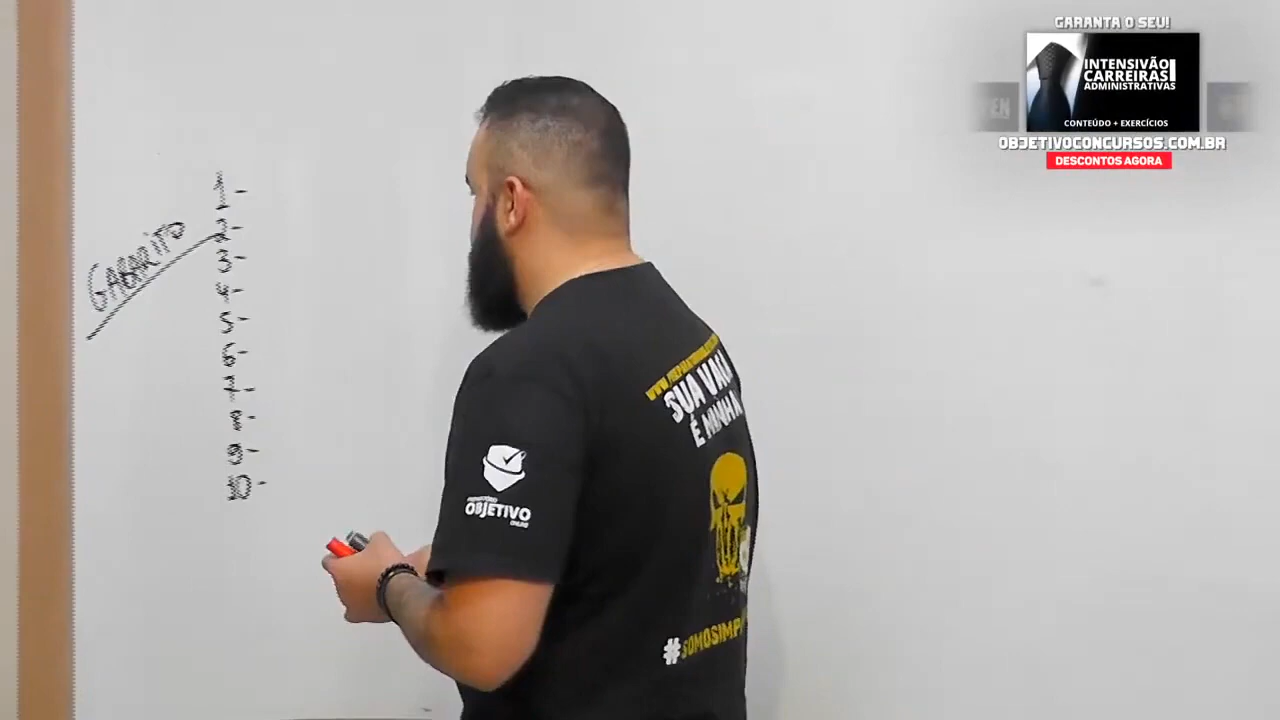 GARANTA O SEU!
INTENSIVÃO
CARREIRAS
ADMINISTRATIVAS
CONTEÚDO + EXERCÍCIOS
OBJETIVOCONCURSOS.COM.BR
DESCONTOS AGORA
GABARITO
1-
2-
3-
4-
5-
6-
7-
8-
9-
10-
SUA VAGA
É MINHA
OBJETIVO
ONLINE